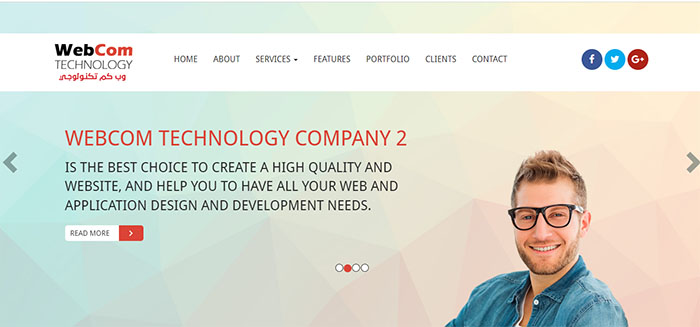 WebCom
TECHNOLOGY
وب كم تكنولوجي
HOME ABOUT SERVICES FEATURES PORTFOLIO CLIENTS CONTACT
f G+
WEBCOM TECHNOLOGY COMPANY 2
IS THE BEST CHOICE TO CREATE A HIGH QUALITY AND
WEBSITE, AND HELP YOU TO HAVE ALL YOUR WEB AND
APPLICATION DESIGN AND DEVELOPMENT NEEDS.
READ MORE